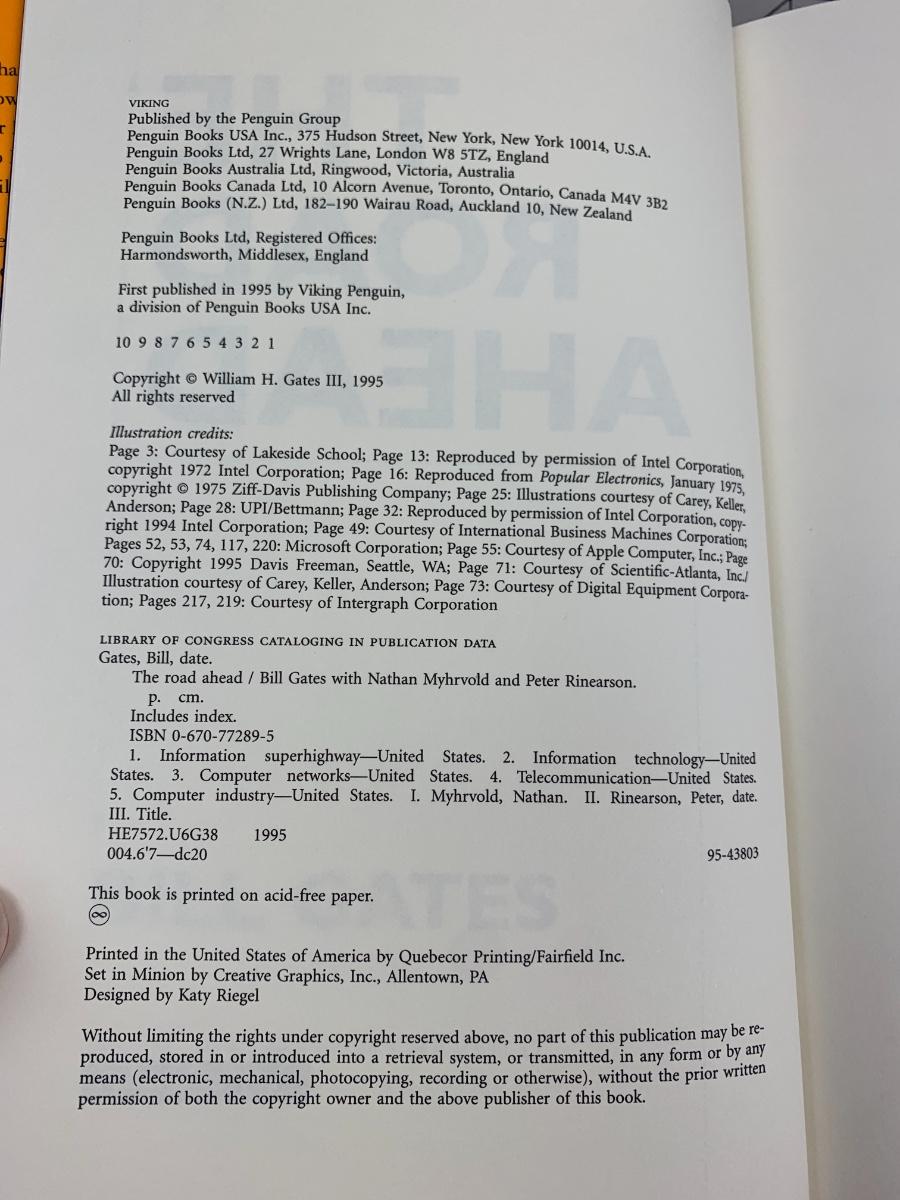 VIKING
Published by the Penguin Group
Penguin Books USA Inc., 375 Hudson Street, New York, New York 10014, U.S.A.
Penguin Books Ltd, 27 Wrights Lane, London W8 5TZ, England
Penguin Books Australia Ltd, Ringwood, Victoria, Australia
Penguin Books Canada Ltd, 10 Alcorn Avenue, Toronto, Ontario, Canada M4V 3B2
Penguin Books (N.Z.) Ltd, 182–190 Wairau Road, Auckland 10, New Zealand
Penguin Books Ltd, Registered Offices:
Harmondsworth, Middlesex, England
First published in 1995 by Viking Penguin,
a division of Penguin Books USA Inc.
10 9 8 7 6 5 4 3 2 1
Copyright © William H. Gates III, 1995
All rights reserved
Illustration credits:
Page 3: Courtesy of Lakeside School; Page 13: Reproduced by permission of Intel Corporation,
copyright 1972 Intel Corporation; Page 16: Reproduced from Popular Electronics, January 1975,
copyright © 1975 Ziff-Davis Publishing Company; Page 25: Illustrations courtesy of Carey, Keller,
Anderson; Page 28: UPI/Bettmann; Page 32: Reproduced by permission of Intel Corporation, copy-
right 1994 Intel Corporation; Page 49: Courtesy of International Business Machines Corporation;
Pages 52, 53, 74, 117, 220: Microsoft Corporation; Page 55: Courtesy of Apple Computer, Inc.; Page
70: Copyright 1995 Davis Freeman, Seattle, WA; Page 71: Courtesy of Scientific-Atlanta, Inc./
Illustration courtesy of Carey, Keller, Anderson; Page 73: Courtesy of Digital Equipment Corpora-
tion; Pages 217, 219: Courtesy of Intergraph Corporation
LIBRARY OF CONGRESS CATALOGING IN PUBLICATION DATA
Gates, Bill, date.
The road ahead / Bill Gates with Nathan Myhrvold and Peter Rinearson.
p. cm.
Includes index.
ISBN 0-670-77289-5
1. Information superhighway—United States. 2. Information technology—United
States. 3. Computer networks—United States. 4. Telecommunication—United States.
5. Computer industry—United States. I. Myhrvold, Nathan. II. Rinearson, Peter, date.
III. Title.
HE7572.U6G38 1995
004.6'7—dc20 95-43803
This book is printed on acid-free paper.
♾
Printed in the United States of America by Quebecor Printing/Fairfield Inc.
Set in Minion by Creative Graphics, Inc., Allentown, PA
Designed by Katy Riegel
Without limiting the rights under copyright reserved above, no part of this publication may be re-
produced, stored in or introduced into a retrieval system, or transmitted, in any form or by any
means (electronic, mechanical, photocopying, recording or otherwise), without the prior written
permission of both the copyright owner and the above publisher of this book.